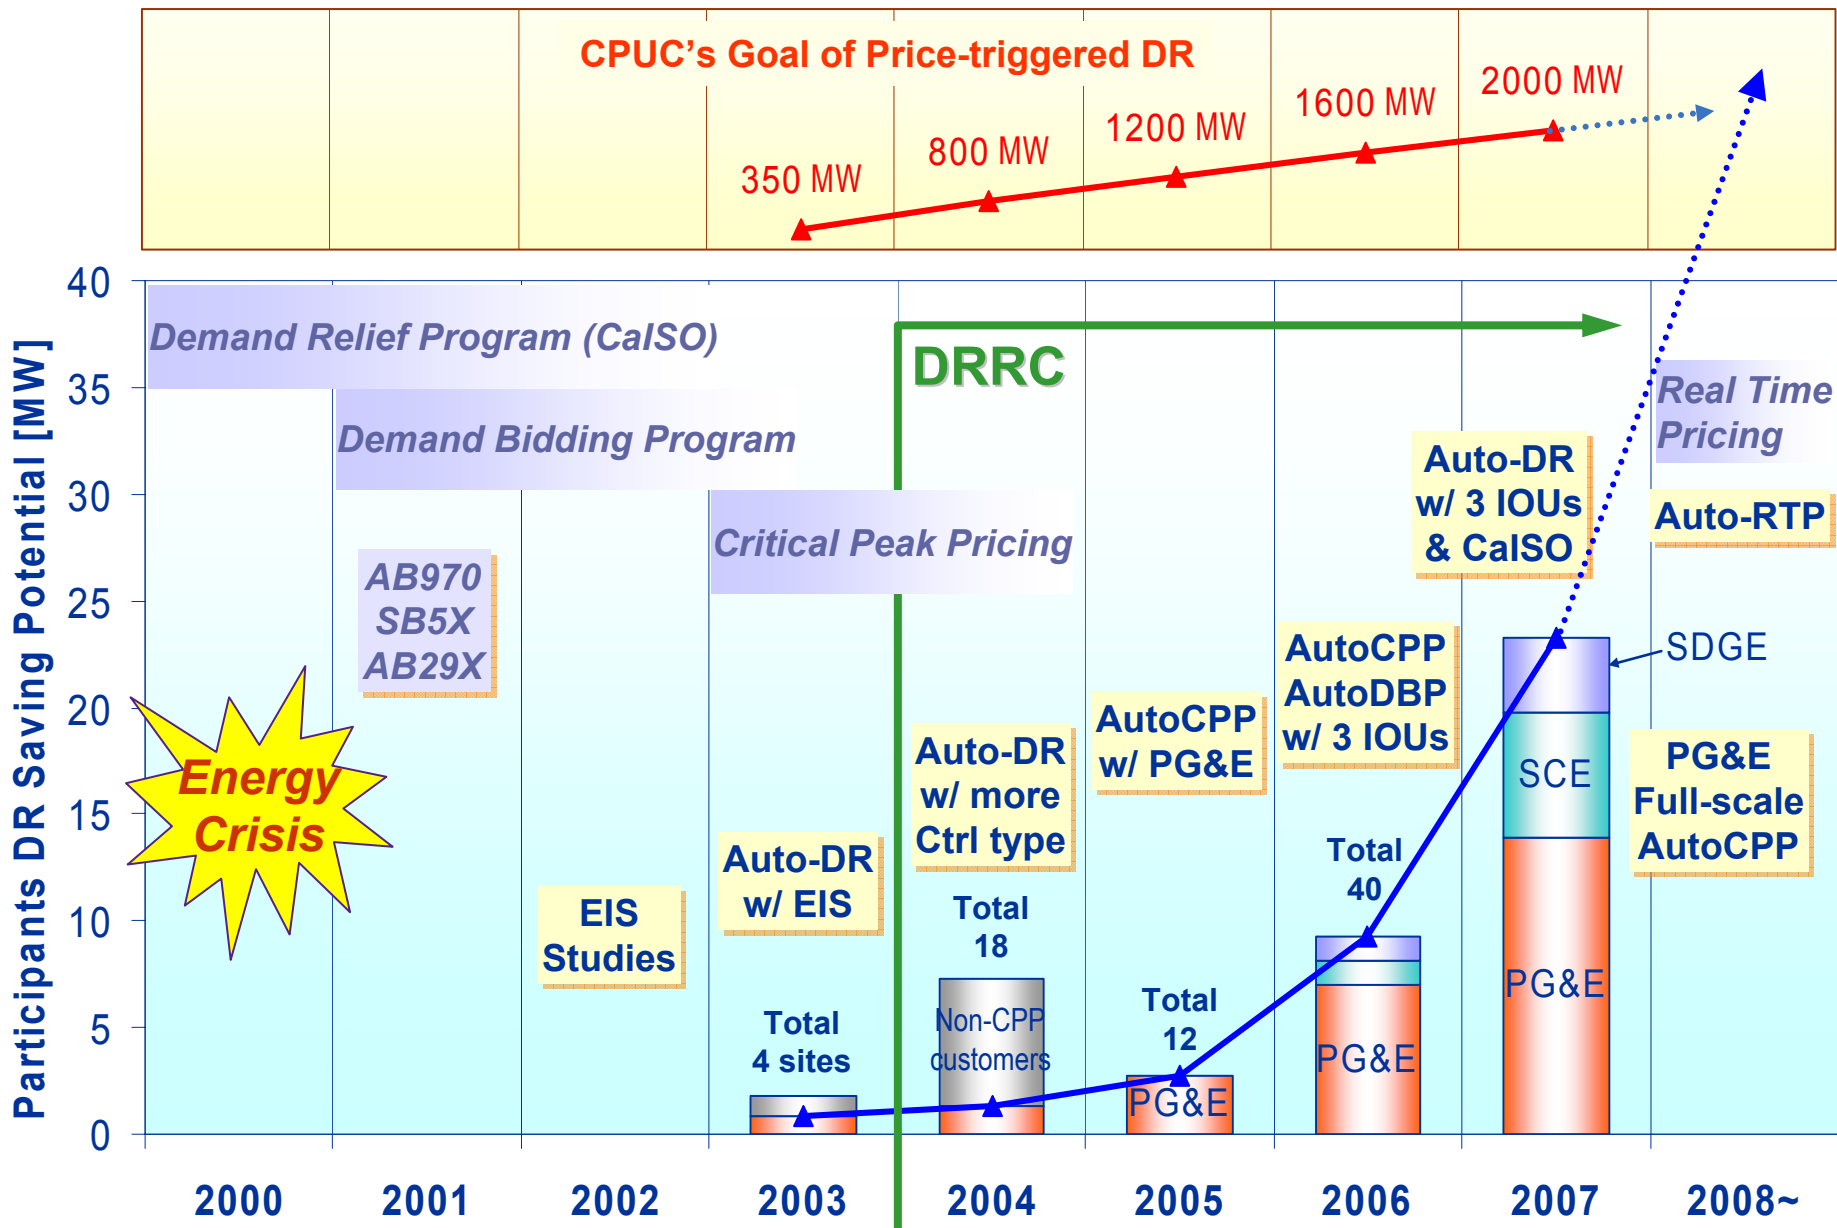 CPUC's Goal of Price-triggered DR
350 MW
800 MW
1200 MW
1600 MW
2000 MW
Participants DR Saving Potential [MW]
40
35
30
25
20
15
10
5
0
Demand Relief Program (CaISO)
Demand Bidding Program
Critical Peak Pricing
DRRC
Real Time
Pricing
AB970
SB5X
AB29X
Energy
Crisis
EIS
Studies
Auto-DR
w/ EIS
Auto-DR
w/ more
Ctrl type
AutoCPP
w/ PG&E
AutoCPP
AutoDBP
w/ 3 IOUs
Auto-DR
w/ 3 IOUs
& CaISO
Auto-RTP
PG&E
Full-scale
AutoCPP
Total
4 sites
Total
18
Non-CPP
customers
Total
12
PG&E
Total
40
PG&E
SDGE
SCE
PG&E
2000
2001
2002
2003
2004
2005
2006
2007
2008~